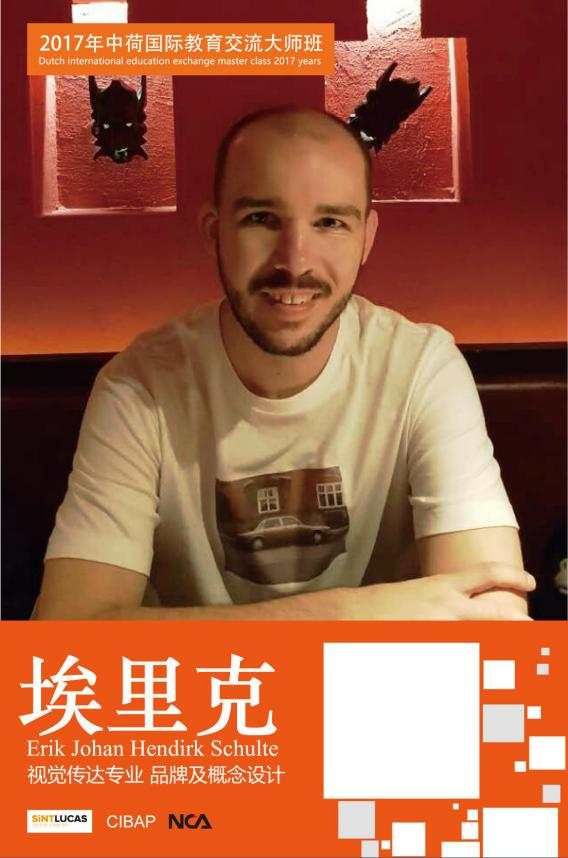 2017年中荷国际教育交流大师班
Dutch international education exchange master class 2017 years
埃里克
Erik Johan Hendirk Schulte
视觉传达专业 品牌及概念设计
SiNTLUCAS
CIBAP
NCA